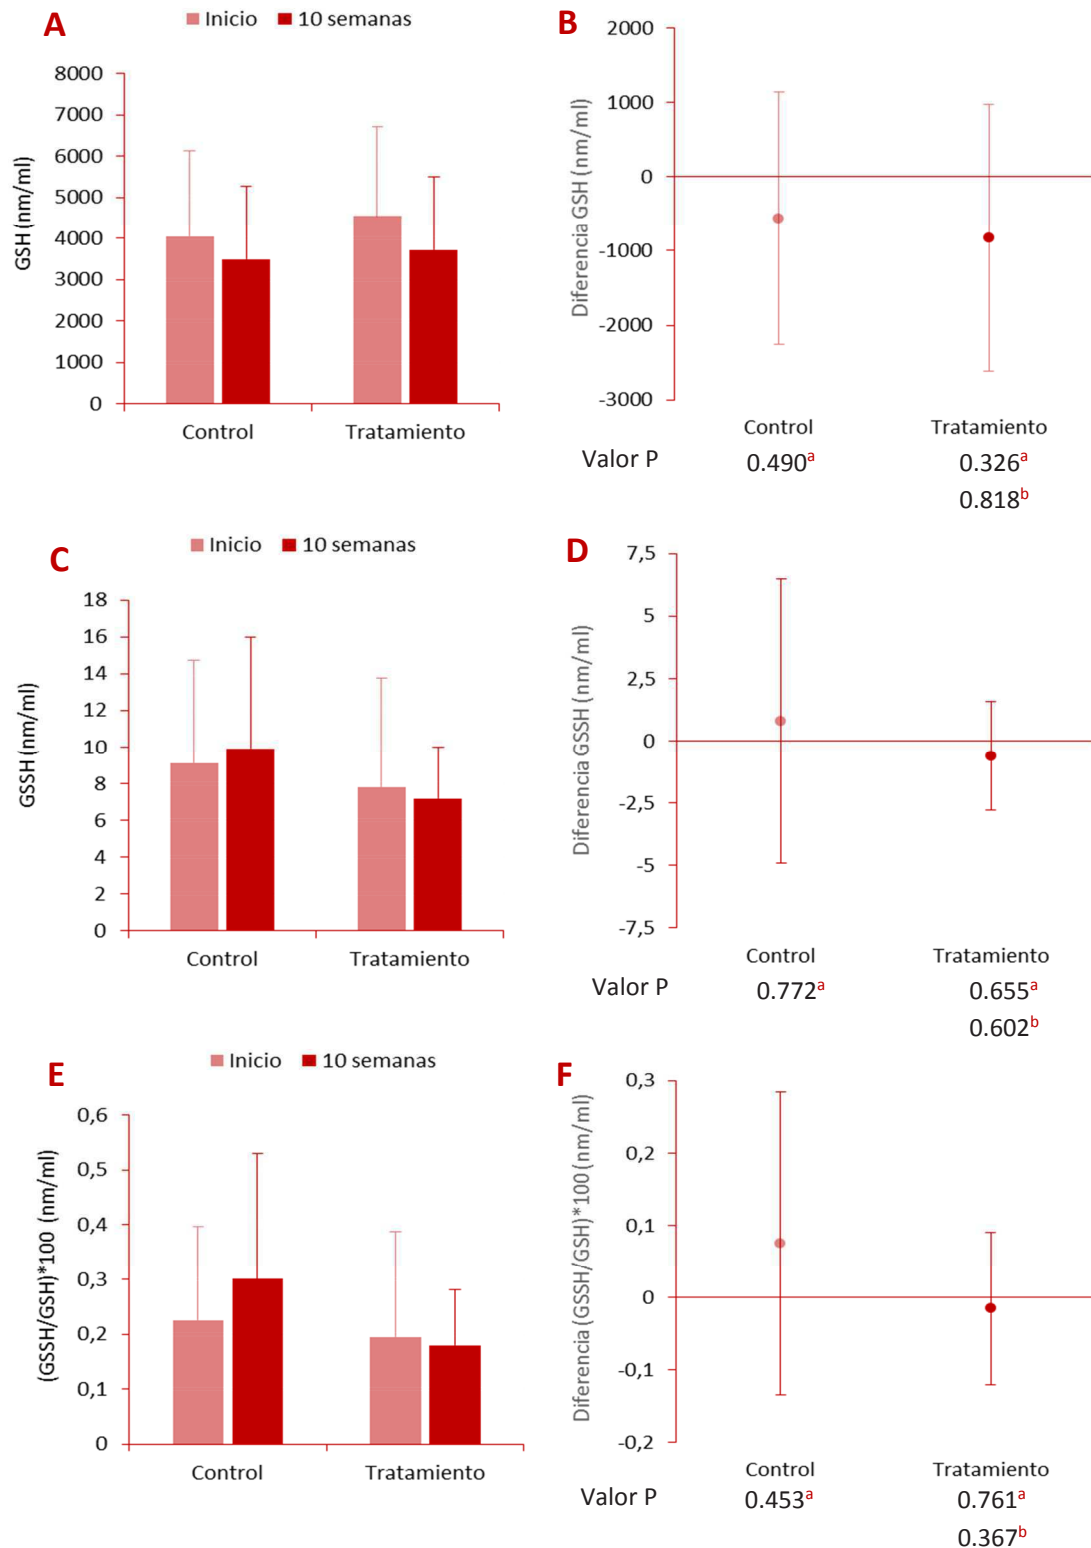 A
Inicio 10 semanas
GSH (nm/ml)
8000
7000
6000
5000
4000
3000
2000
1000
0
Control Tratamiento
B
Diferencia GSH (nm/ml)
2000
1000
0
-1000
-2000
-3000
Control Tratamiento
Valor P 0.490a 0.326a
0.818b
C
Inicio 10 semanas
GSSH (nm/ml)
18
16
14
12
10
8
6
4
2
0
Control Tratamiento
D
Diferencia GSSH (nm/ml)
7,5
5
2,5
0
-2,5
-5
-7,5
Control Tratamiento
Valor P 0.772a 0.655a
0.602b
E
Inicio 10 semanas
(GSSH/GSH)*100 (nm/ml)
0,6
0,5
0,4
0,3
0,2
0,1
0
Control Tratamiento
F
Diferencia (GSSH/GSH)*100 (nm/ml)
0,3
0,2
0,1
0
-0,1
-0,2
Control Tratamiento
Valor P 0.453a 0.761a
0.367b